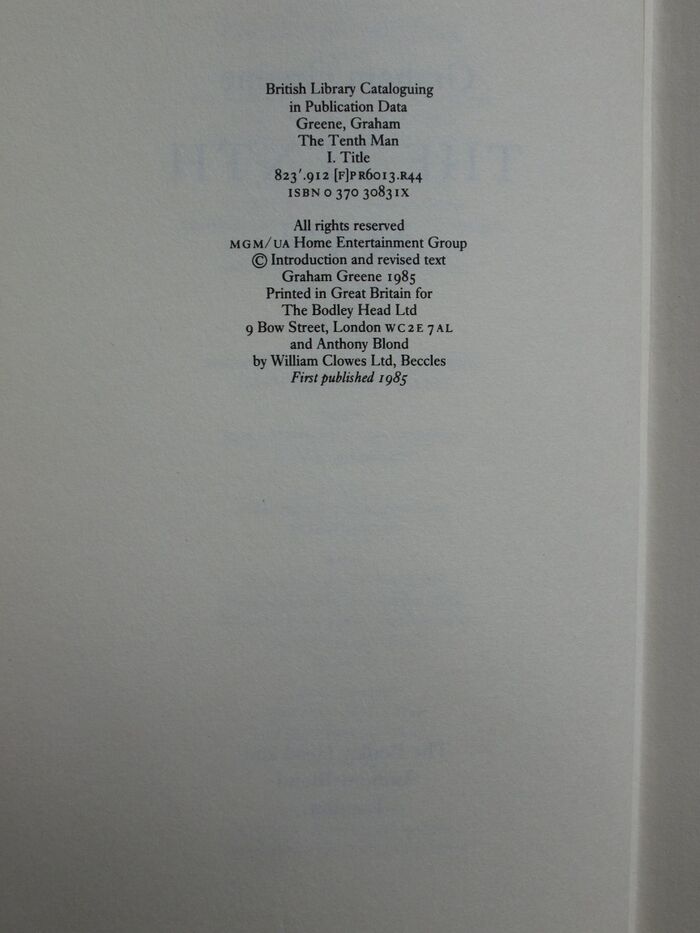 British Library Cataloguing
in Publication Data
Greene, Graham
The Tenth Man
I. Title
823'.912 [F]PR6013.R44
ISBN 0 370 30831X
All rights reserved
MGM/UA Home Entertainment Group
© Introduction and revised text
Graham Greene 1985
Printed in Great Britain for
The Bodley Head Ltd
9 Bow Street, London WC2E 7AL
and Anthony Blond
by William Clowes Ltd, Beccles
First published 1985